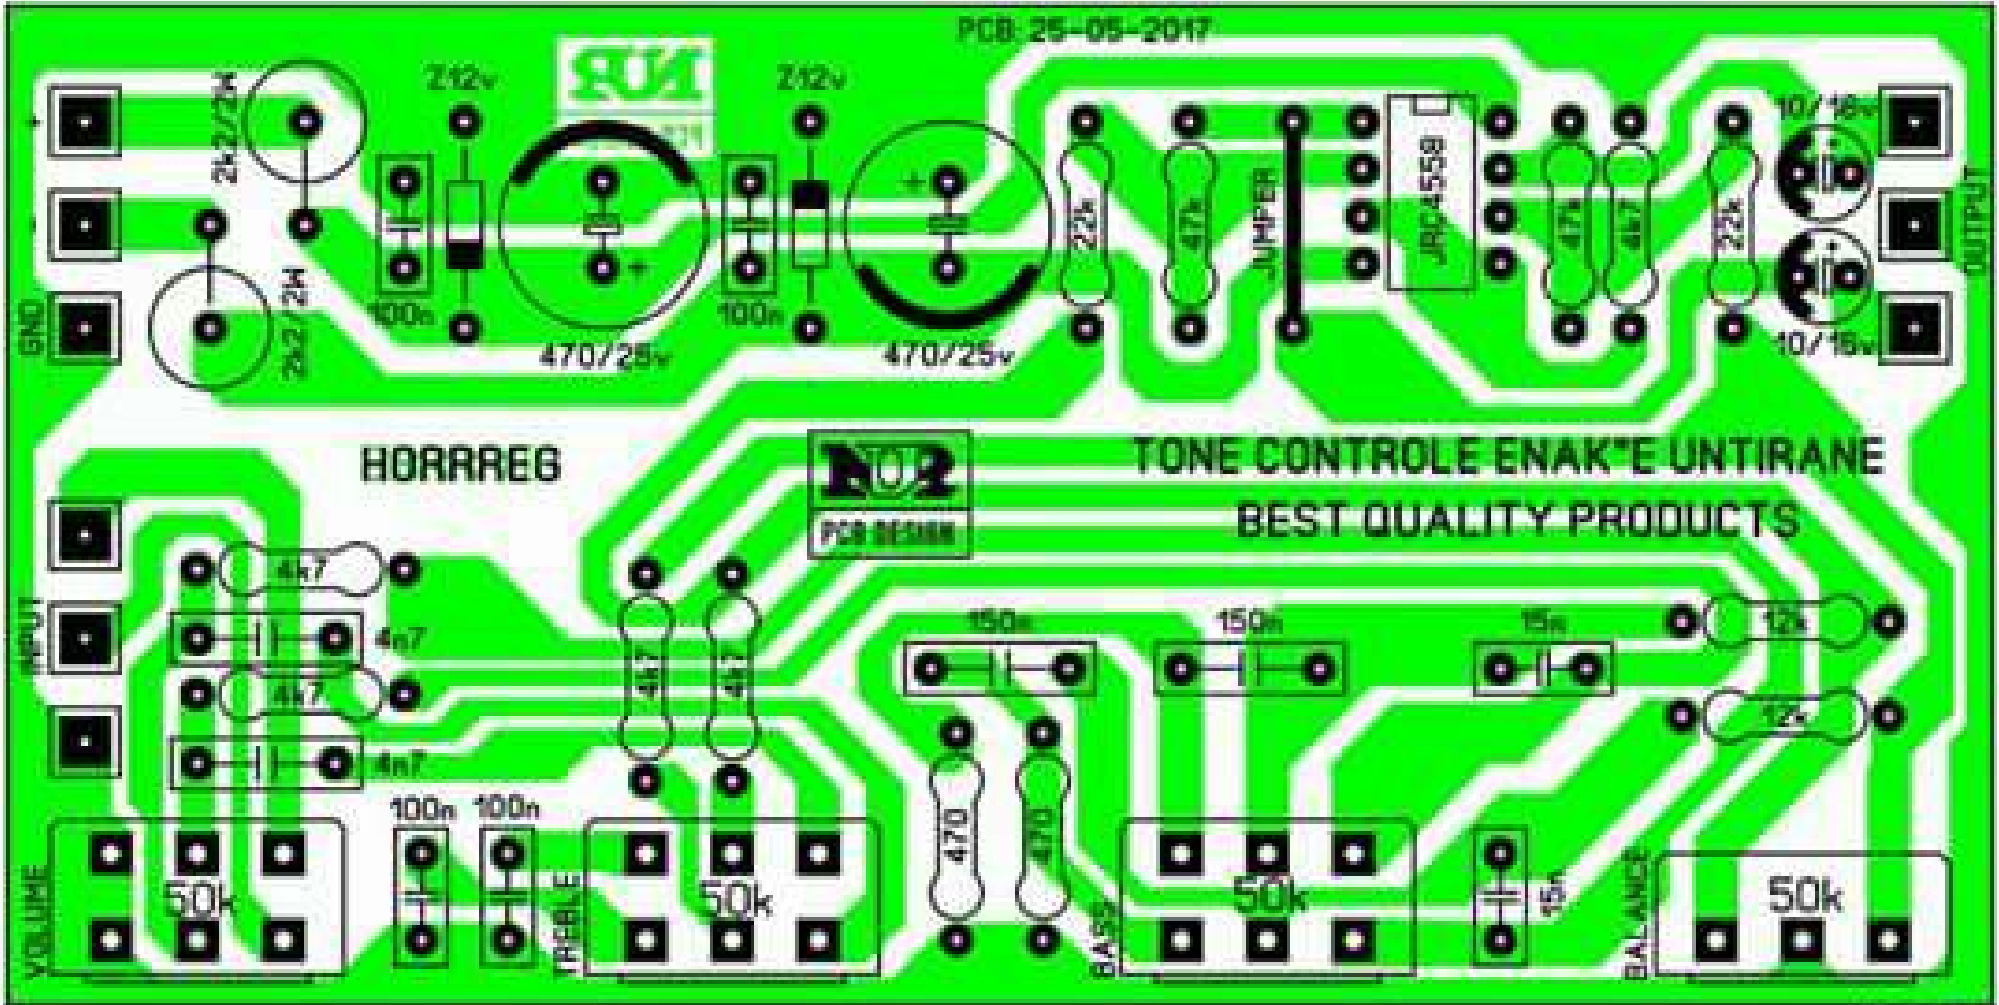 PCB 25-05-2017
+
2k2/2W
Z12v
NUR
Z12v
10/16v
-
100n
100n
22k
47k
JUMPER
JRC4558
47k
4k7
22k
OUTPUT
GND
2k2/2W
470/25v
470/25v
10/16v
HORRREG
NUR
PCB DESIGN
TONE CONTROLE ENAK"E UNTIRANE
BEST QUALITY PRODUCTS
INPUT
4k7
4n7
4k7
4n7
4k7
4k7
150n
150n
15n
12k
12k
100n
100n
470
470
VOLUME
50k
50k
BASS
50k
15n
BALANCE
50k